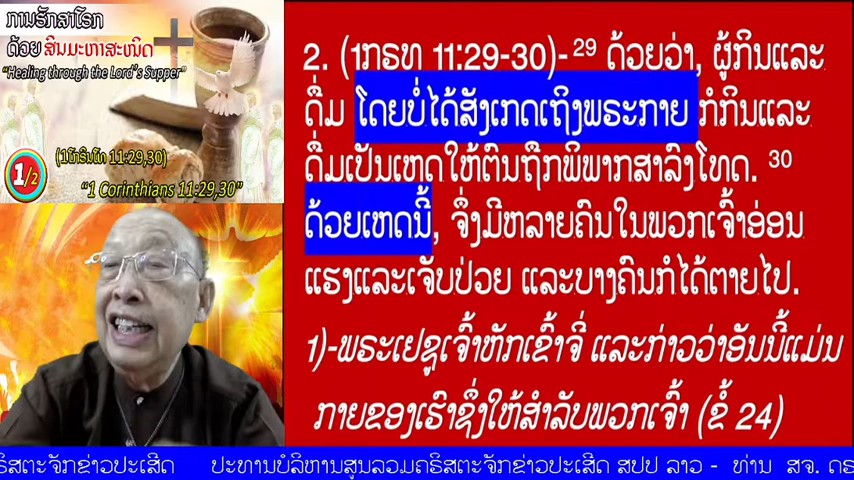 ການຮັກສາໂຣກ
ດ້ວຍ ສິນມະຫາສະໜິດ
“Healing through the Lord's Supper”
(1ໂກຣິນໂທ 11:29,30)
1/2
“1 Corinthians 11:29,30”
2. (1ກຣທ 11:29-30)- 29 ດ້ວຍວ່າ, ຜູ້ກິນແລະ
ດື່ມ ໂດຍບໍ່ໄດ້ສັງເກດເຖິງພຣະກາຍ ກໍກິນແລະ
ດື່ມເປັນເຫດໃຫ້ຕົນຖືກພິພາກສາລົງໂທດ. 30
ດ້ວຍເຫດນີ້, ຈຶ່ງມີຫລາຍຄົນໃນພວກເຈົ້າອ່ອນ
ແຮງແລະເຈັບປ່ວຍ ແລະບາງຄົນກໍໄດ້ຕາຍໄປ.
1)-ພຣະເຢຊູເຈົ້າຫັກເຂົ້າຈີ່ ແລະກ່າວວ່າອັນນີ້ແມ່ນ
ກາຍຂອງເຮົາຊຶ່ງໃຫ້ສຳລັບພວກເຈົ້າ (ຂໍ້ 24)
ຣິສຕະຈັກຂ່າວປະເສີດ ປະທານບໍລິຫານສູນລວມຄຣິສຕະຈັກຂ່າວປະເສີດ ສປປ ລາວ - ທ່ານ ສຈ. ດຣ